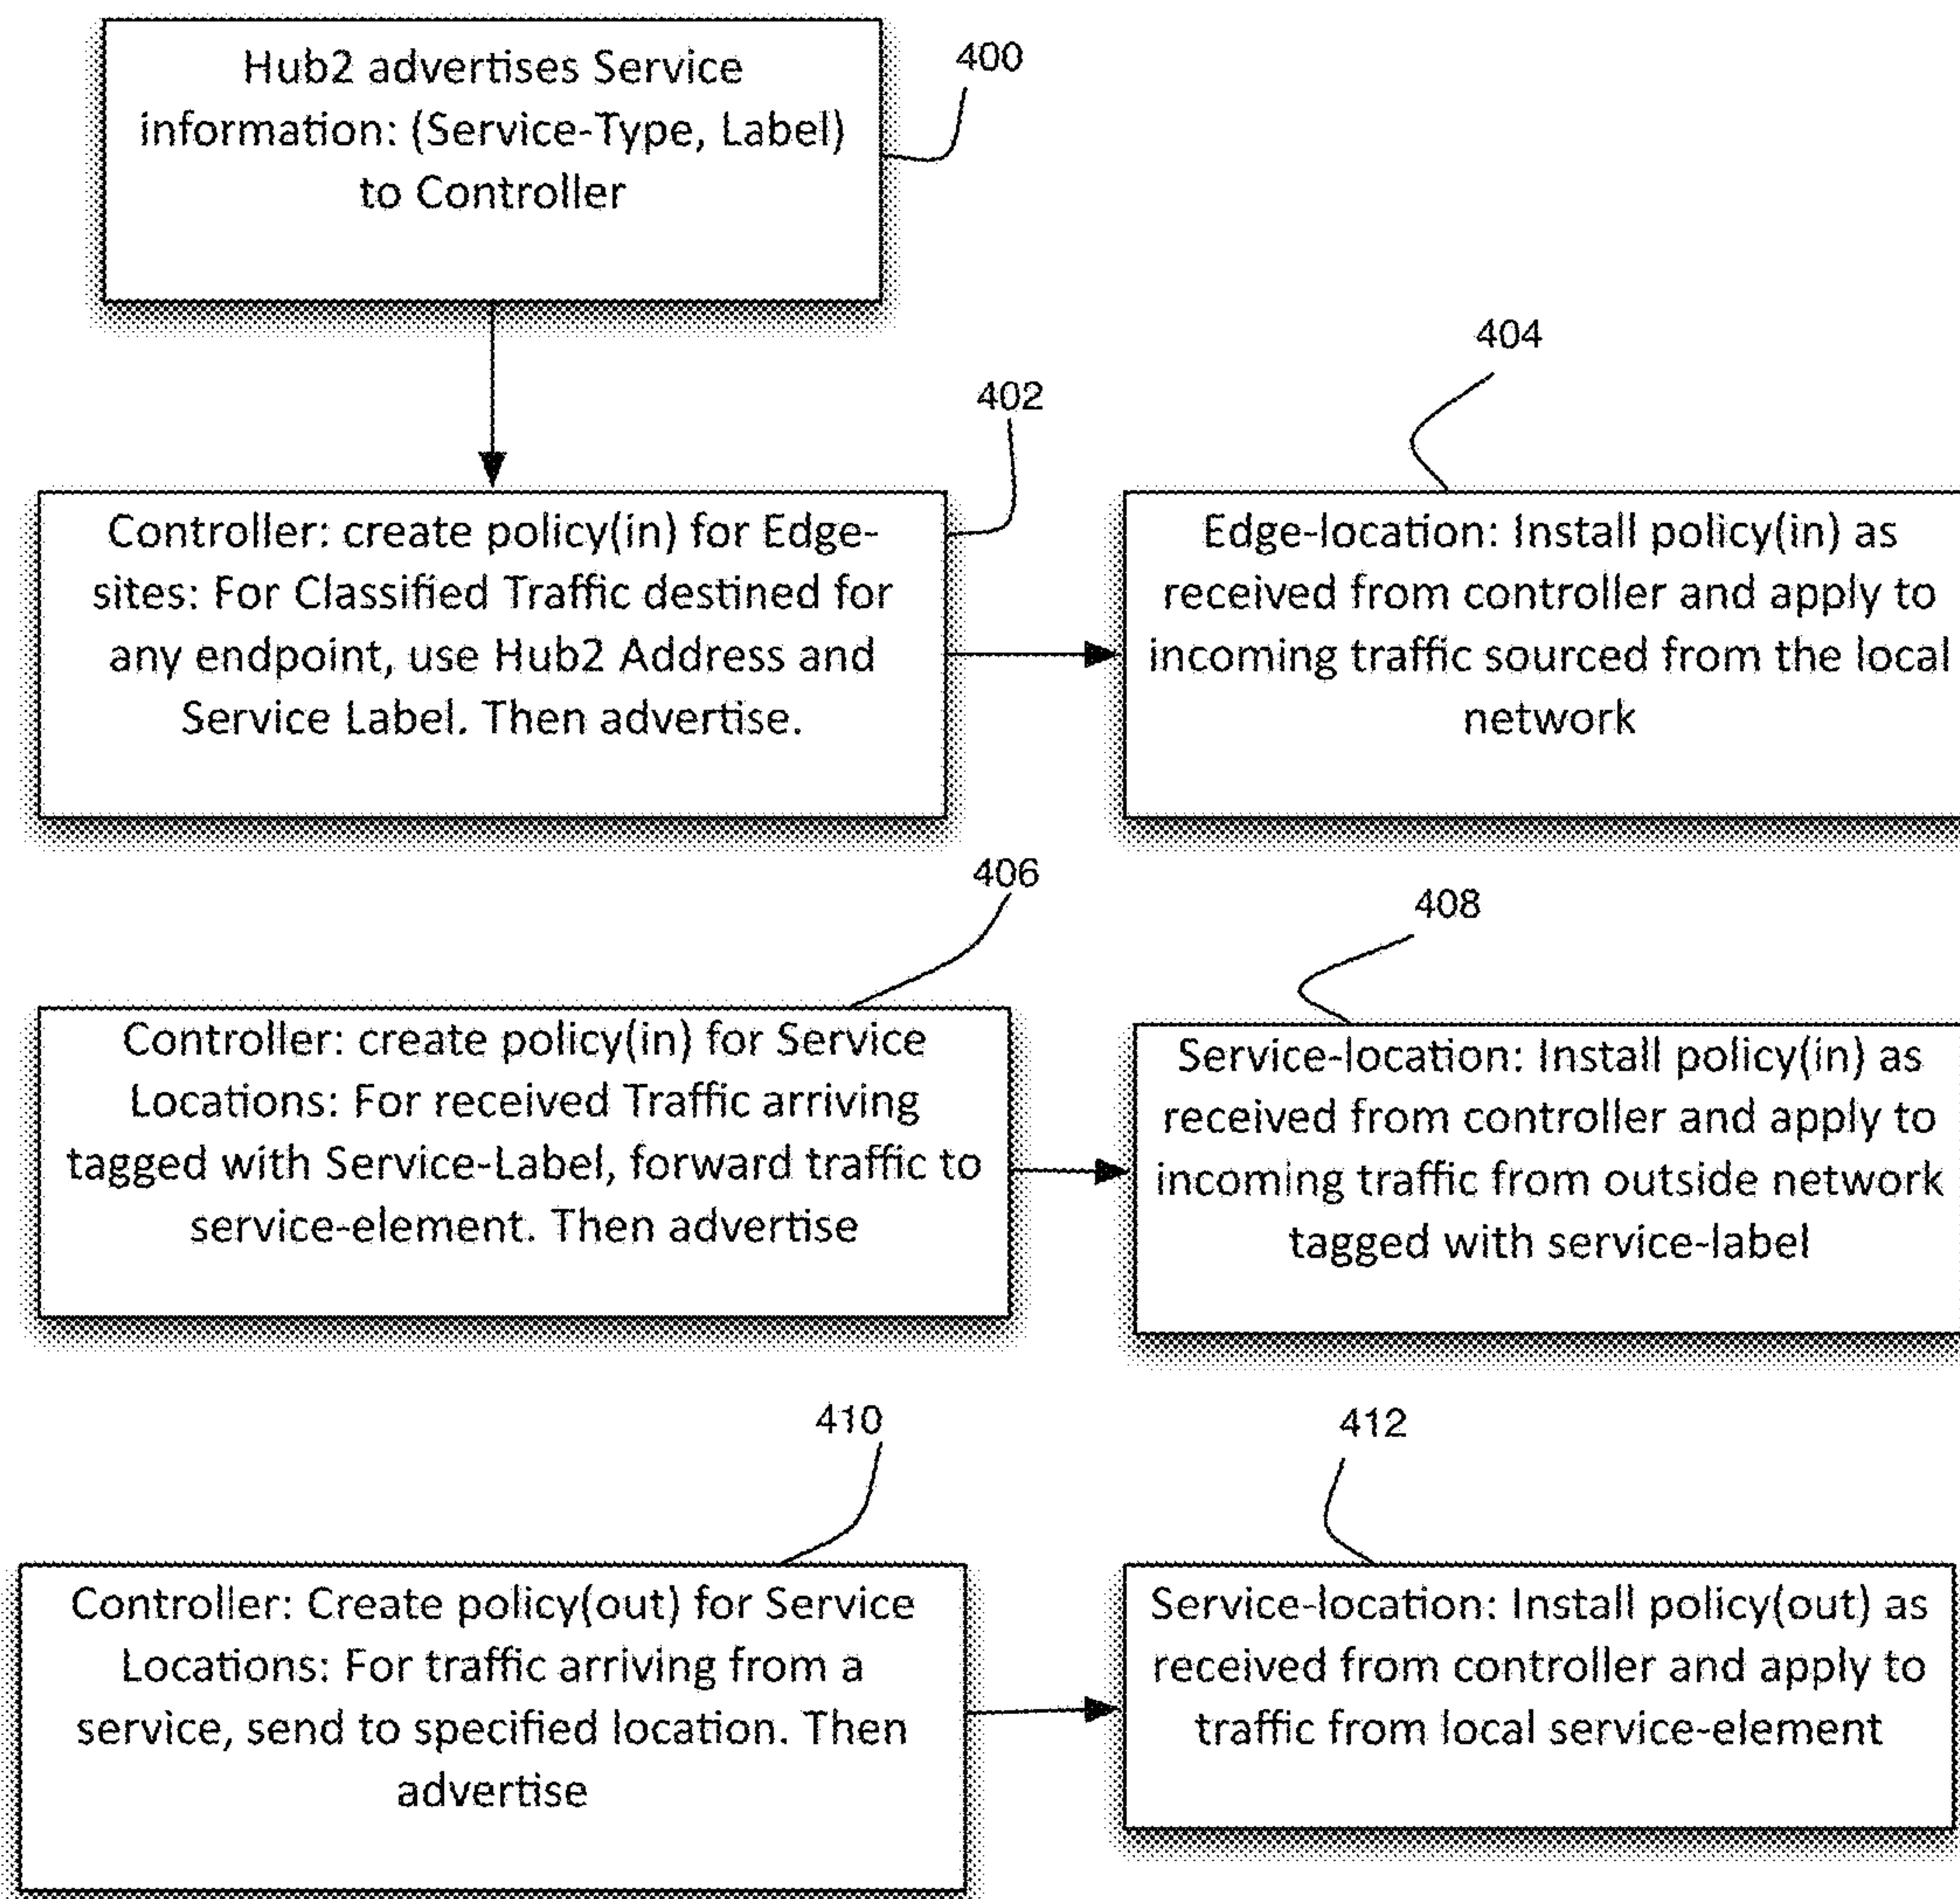 Hub2 advertises Service
information: (Service-Type, Label)
to Controller
400
402
Controller: create policy(in) for Edge-
sites: For Classified Traffic destined for
any endpoint, use Hub2 Address and
Service Label. Then advertise.
404
Edge-location: Install policy(in) as
received from controller and apply to
incoming traffic sourced from the local
network
406
Controller: create policy(in) for Service
Locations: For received Traffic arriving
tagged with Service-Label, forward traffic to
service-element. Then advertise
408
Service-location: Install policy(in) as
received from controller and apply to
incoming traffic from outside network
tagged with service-label
410
Controller: Create policy(out) for Service
Locations: For traffic arriving from a
service, send to specified location. Then
advertise
412
Service-location: Install policy(out) as
received from controller and apply to
traffic from local service-element